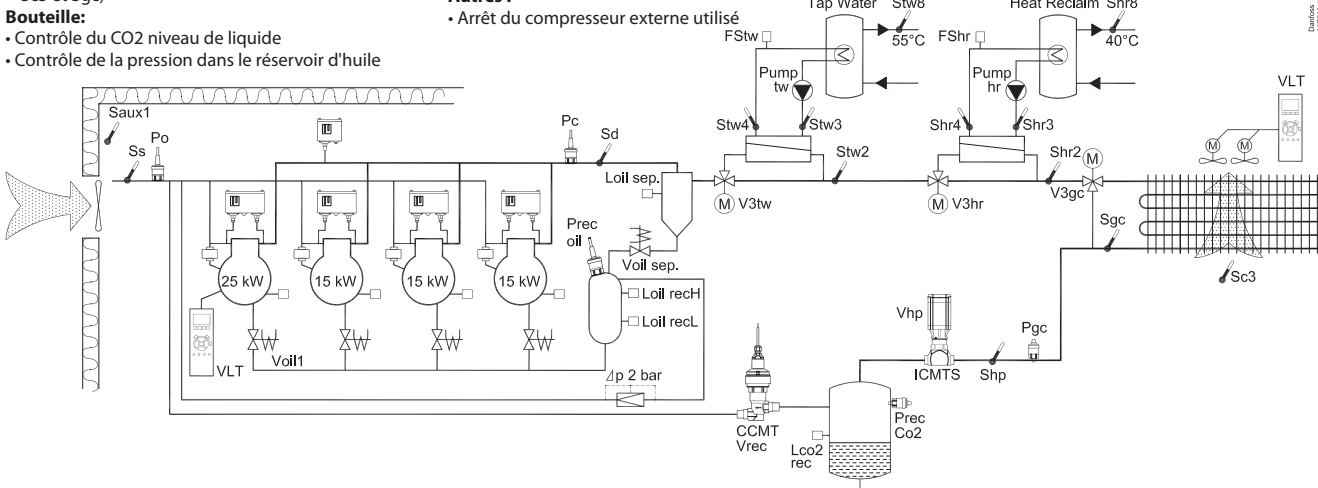 Bouteille:
• Contrôle du CO2 niveau de liquide
• Contrôle de la pression dans le réservoir d'huile
• Arrêt du compresseur externe utilisé
Tap Water
Stw8
Heat Reclaim
Shr8
Danfoss
FStw
55°C
FShr
40°C
Pump
tw
Pump
hr
VLT
Saux1
Ss
Po
Pc
Sd
Stw4
Stw3
Shr4
Shr3
Loil sep.
Stw2
Shr2
M
M
M
M
M
V3tw
V3hr
V3gc
Sgc
Prec
oil
Voil sep.
25 kW
15 kW
15 kW
15 kW
Loil recH
Loil recL
Sc3
Vhp
Pgc
VLT
Voil1
ICMTS
Shp
Δp 2 bar
CCMT
Vrec
Prec
Co2
Lco2
rec